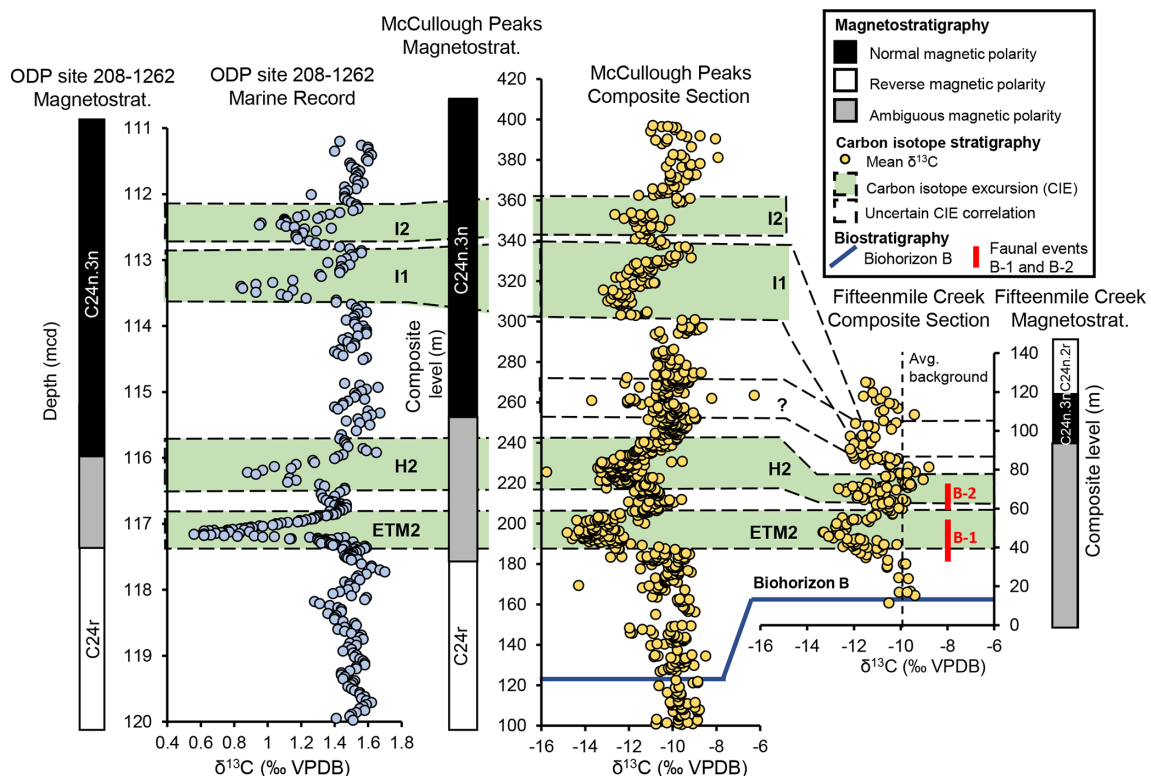 McCullough Peaks
Magnetostrat.
ODP site 208-1262
Magnetostrat.
ODP site 208-1262
Marine Record
McCullough Peaks
Composite Section
Magnetostratigraphy
Normal magnetic polarity
Reverse magnetic polarity
Ambiguous magnetic polarity
Carbon isotope stratigraphy
Mean δ13C
Carbon isotope excursion (CIE)
Uncertain CIE correlation
Biostratigraphy
Biohorizon B
Faunal events
B-1 and B-2
C24n.3n
C24r
Depth (mcd)
111
112
113
114
115
116
117
118
119
120
0.4 0.6 0.8 1 1.2 1.4 1.6 1.8
δ13C (‰ VPDB)
I2
I1
H2
ETM2
C24n.3n
C24r
Composite
level (m)
420
400
380
360
340
320
300
280
260
240
220
200
180
160
140
120
100
-16 -14 -12 -10 -8 -6
δ13C (‰ VPDB)
I2
I1
?
H2
ETM2
Biohorizon B
Fifteenmile Creek
Composite Section
Fifteenmile Creek
Magnetostrat.
Avg.
background
B-2
B-1
140
120
100
80
60
40
20
0
-16 -14 -12 -10 -8 -6
δ13C (‰ VPDB)
C24n.2r
C24n.3n
Composite level (m)